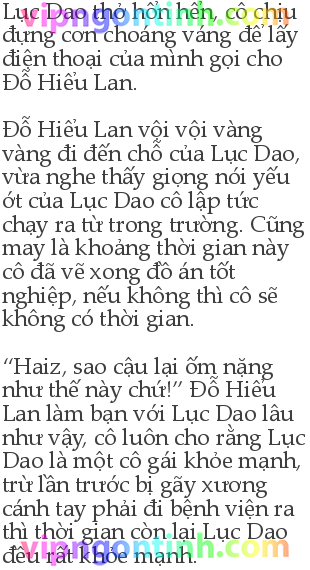 Lục Dao thở hổn hển, cô chịu
đựng cơn choáng váng để lấy
điện thoại của mình gọi cho
Đỗ Hiểu Lan.
Đỗ Hiểu Lan vội vội vàng
vàng đi đến chỗ của Lục Dao,
vừa nghe thấy giọng nói yếu
ớt của Lục Dao cô lập tức
chạy ra từ trong trường. Cũng
may là khoảng thời gian này
cô đã vẽ xong đồ án tốt
nghiệp, nếu không thì cô sẽ
không có thời gian.
“Haiz, sao cậu lại ốm nặng
như thế này chứ!” Đỗ Hiểu
Lan làm bạn với Lục Dao lâu
như vậy, cô luôn cho rằng Lục
Dao là một cô gái khỏe mạnh,
trừ lần trước bị gãy xương
cánh tay phải đi bệnh viện ra
thì thời gian còn lại Lục Dao
đều rất khỏe mạnh.
vipngontinh.com
vipngontinh.com